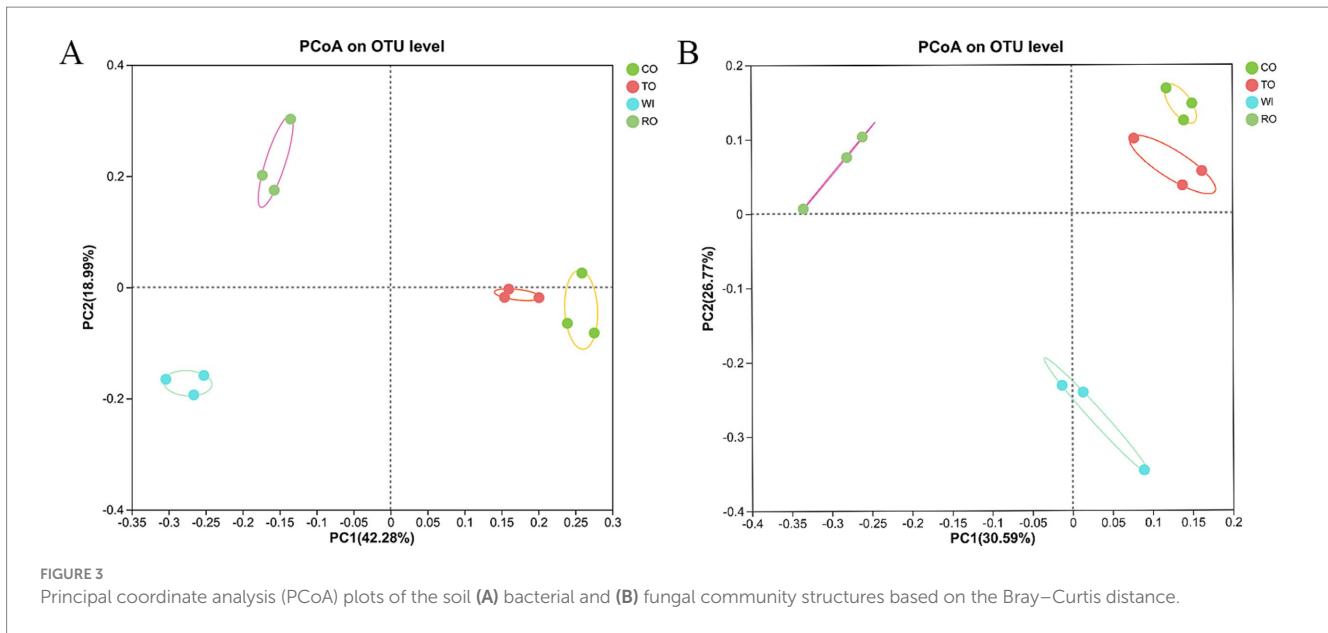 A
PCoA on OTU level
CO
TO
WI
RO
0.4
0.2
0
-0.2
-0.4
PC2(18.99%)
-0.35 -0.3 -0.25 -0.2 -0.15 -0.1 -0.05 0 0.05 0.1 0.15 0.2 0.25 0.3
PC1(42.28%)
B
PCoA on OTU level
CO
TO
WI
RO
0.2
0.1
0
-0.1
-0.2
-0.3
-0.4
PC2(26.77%)
-0.4 -0.35 -0.3 -0.25 -0.2 -0.15 -0.1 -0.05 0 0.05 0.1 0.15 0.2
PC1(30.59%)
FIGURE 3
Principal coordinate analysis (PCoA) plots of the soil (A) bacterial and (B) fungal community structures based on the Bray–Curtis distance.